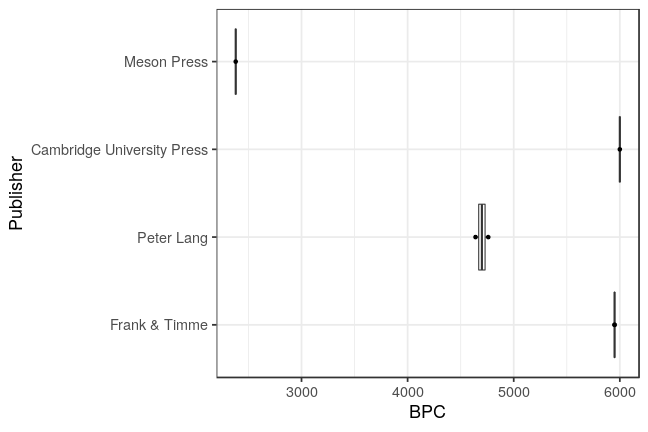 Publisher
Meson Press
Cambridge University Press
Peter Lang
Frank & Timme
3000 4000 5000 6000
BPC